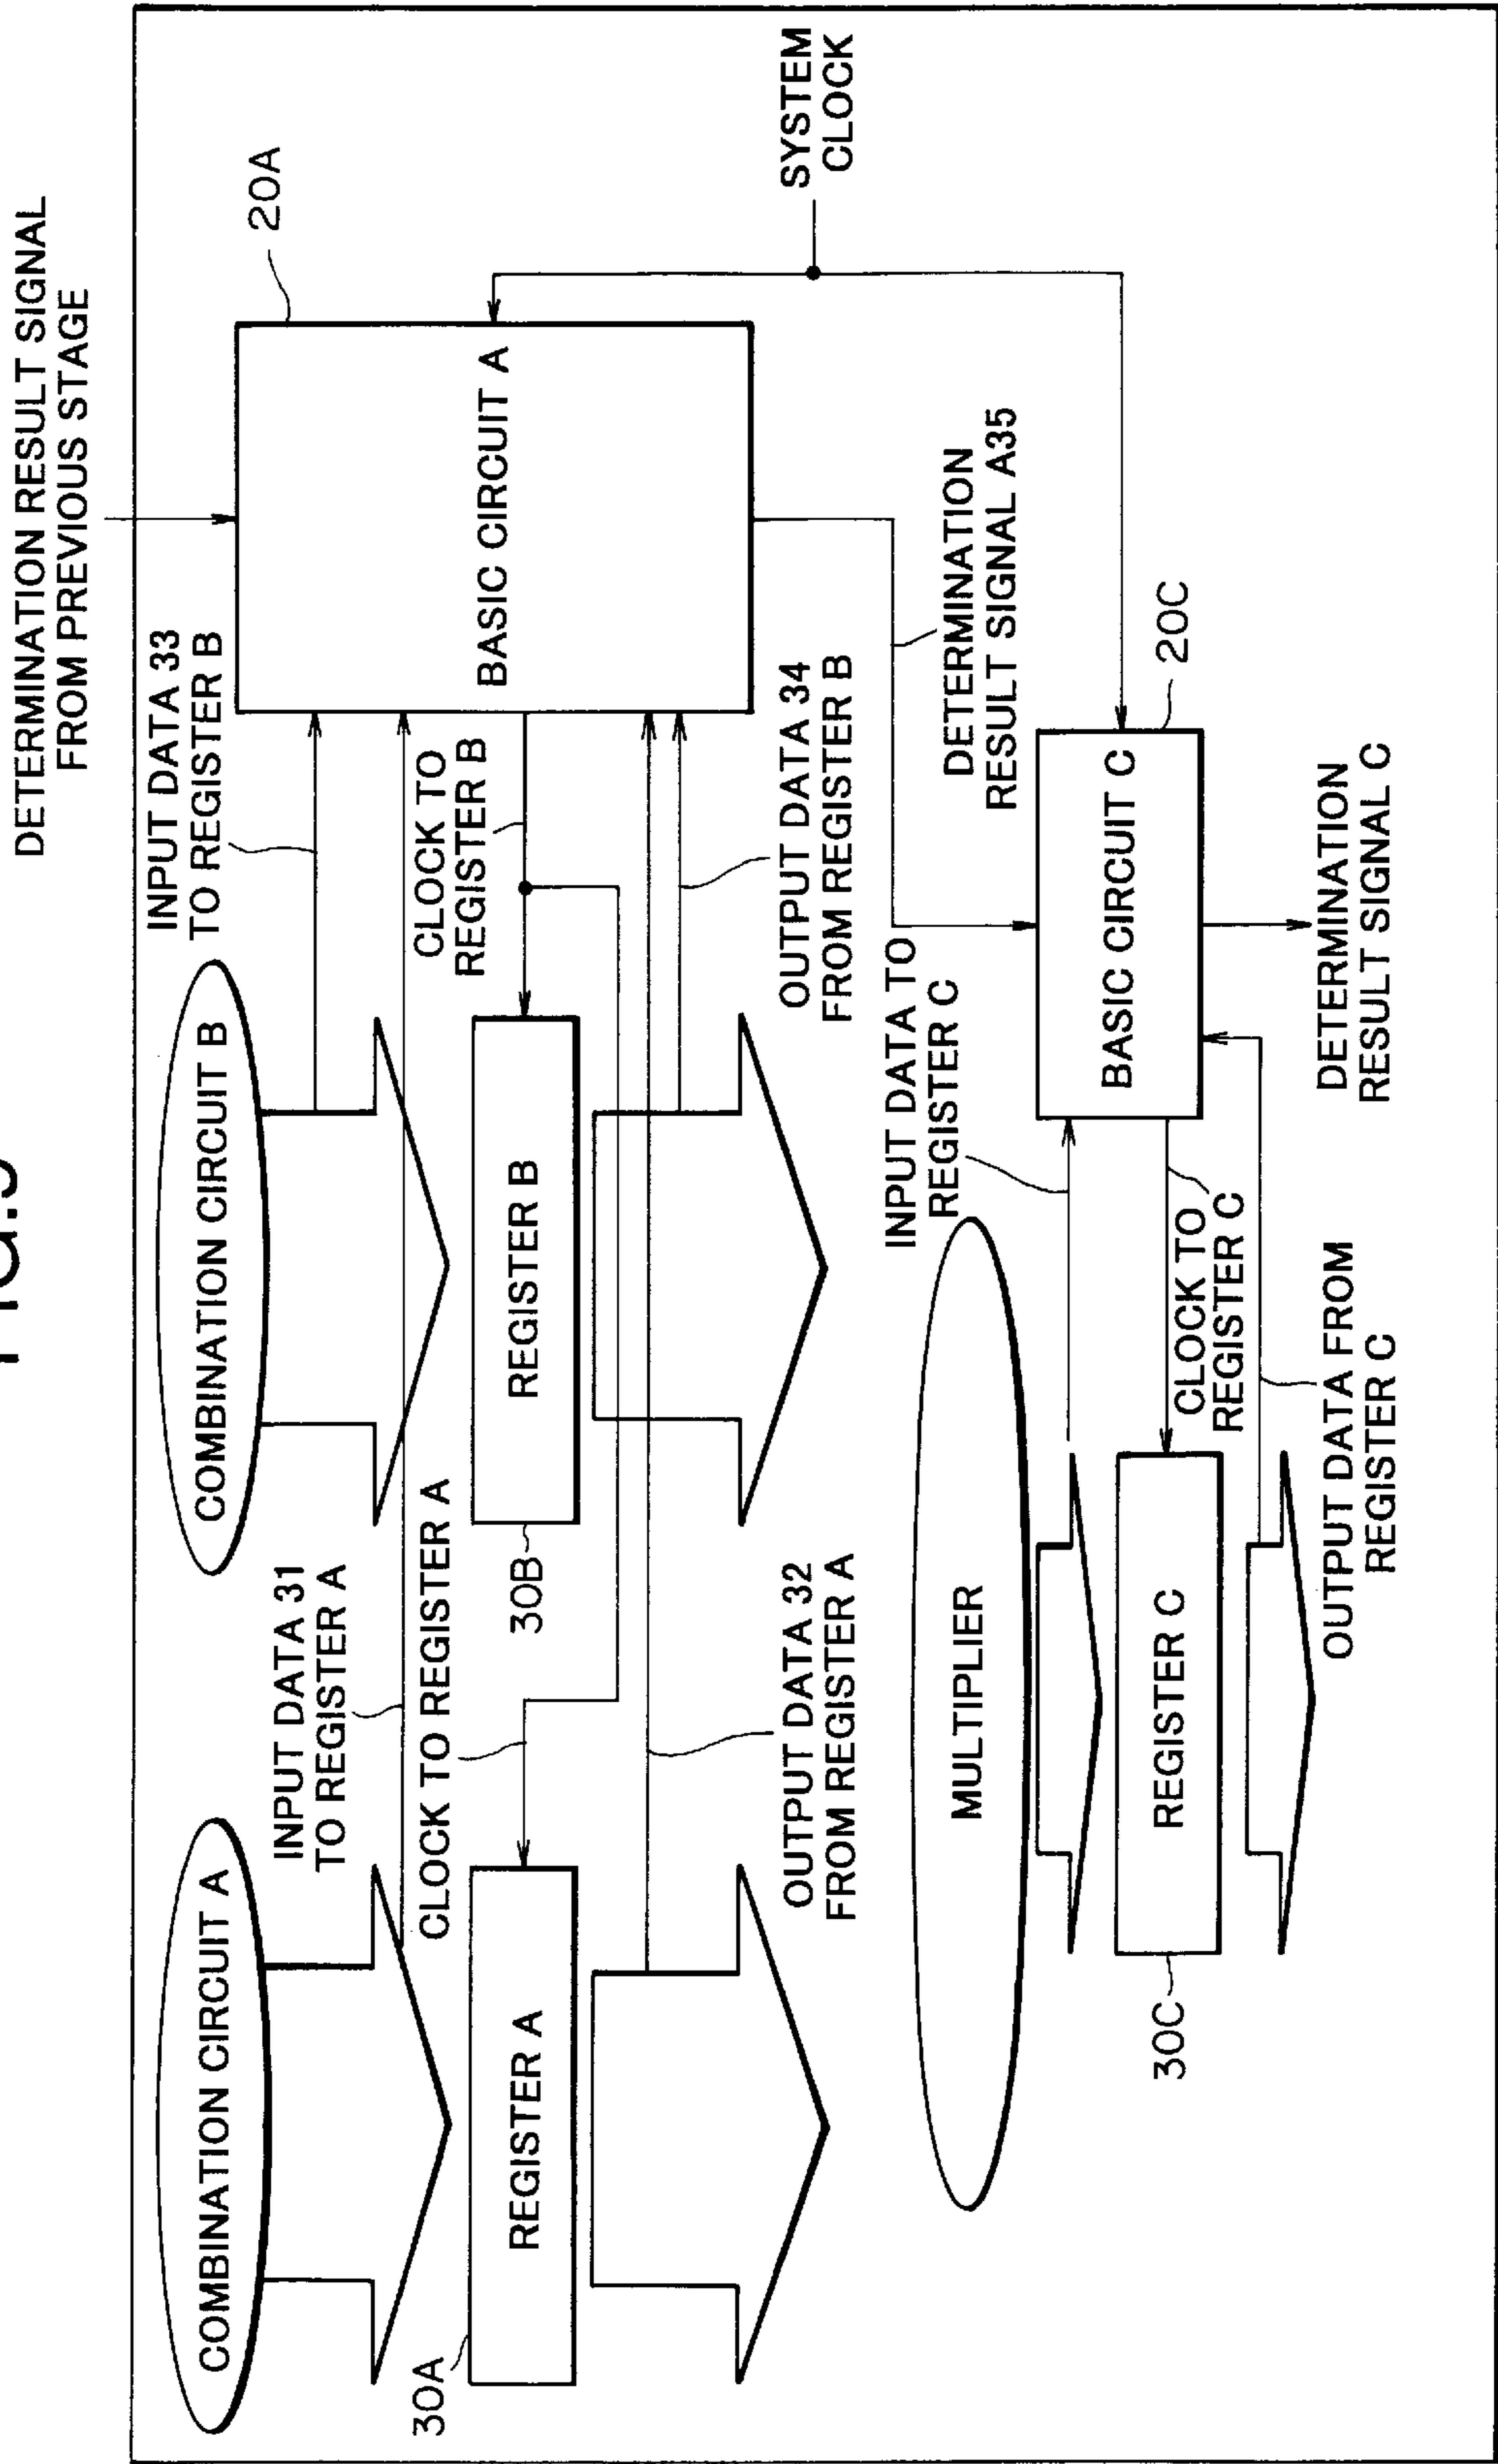 DETERMINATION RESULT SIGNAL
FROM PREVIOUS STAGE
COMBINATION CIRCUIT A
COMBINATION CIRCUIT B
INPUT DATA 33
TO REGISTER B
20A
INPUT DATA 31
TO REGISTER A
30A
REGISTER A
CLOCK TO REGISTER A
30B
REGISTER B
CLOCK TO
REGISTER B
BASIC CIRCUIT A
SYSTEM
CLOCK
OUTPUT DATA 32
FROM REGISTER A
OUTPUT DATA 34
FROM REGISTER B
DETERMINATION
RESULT SIGNAL A35
MULTIPLIER
INPUT DATA TO
REGISTER C
20C
BASIC CIRCUIT C
30C
REGISTER C
CLOCK TO
REGISTER C
OUTPUT DATA FROM
REGISTER C
DETERMINATION
RESULT SIGNAL C